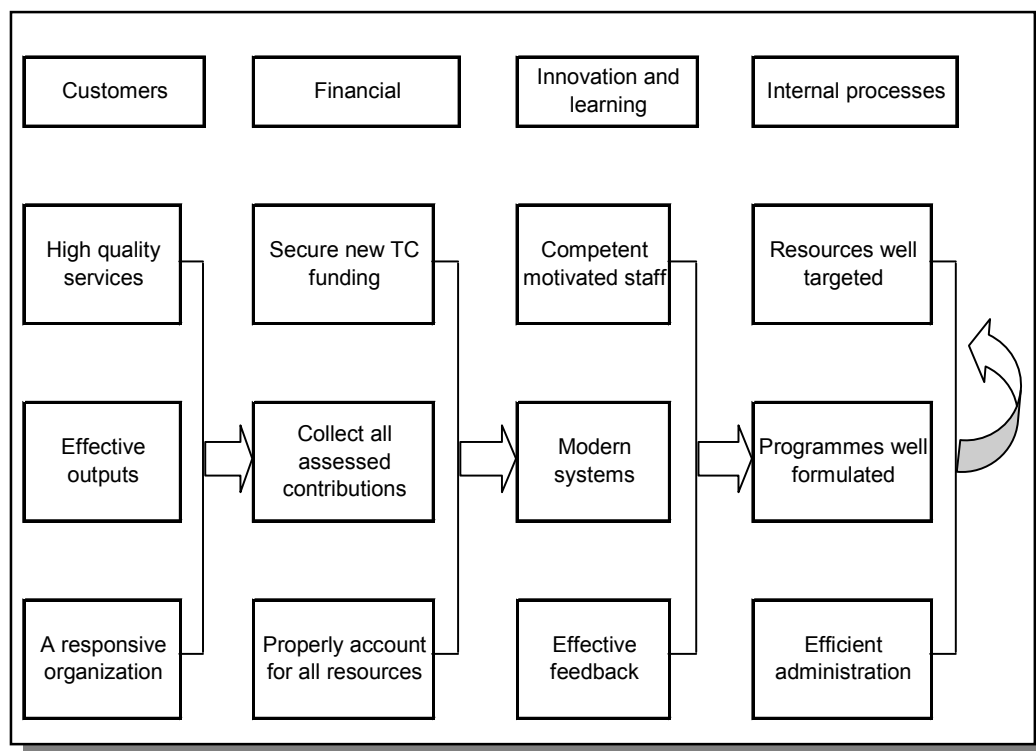 Customers
Financial
Innovation and
learning
Internal processes
High quality
services
Secure new TC
funding
Competent
motivated staff
Resources well
targeted
Effective
outputs
Collect all
assessed
contributions
Modern
systems
Programmes well
formulated
A responsive
organization
Properly account
for all resources
Effective
feedback
Efficient
administration